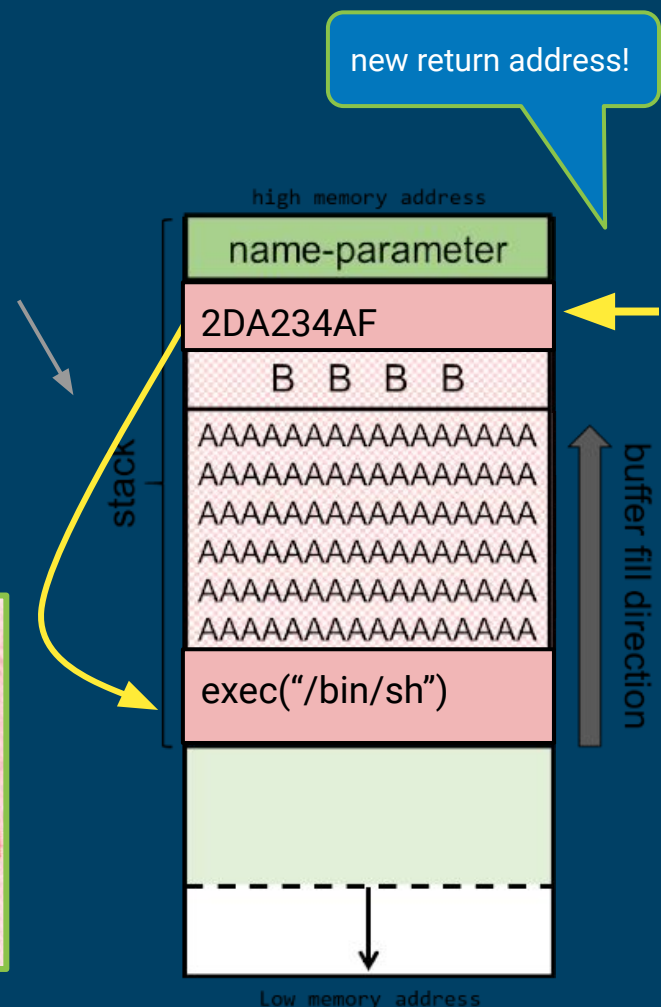 new return address!
high memory address
name-parameter
2DA234AF
B B B B
AAAAAAAAAAAAAAAA
AAAAAAAAAAAAAAAA
AAAAAAAAAAAAAAAA
AAAAAAAAAAAAAAAA
AAAAAAAAAAAAAAAA
AAAAAAAAAAAAAAAA
stack
buffer fill direction
exec(“/bin/sh”)
Low memory address